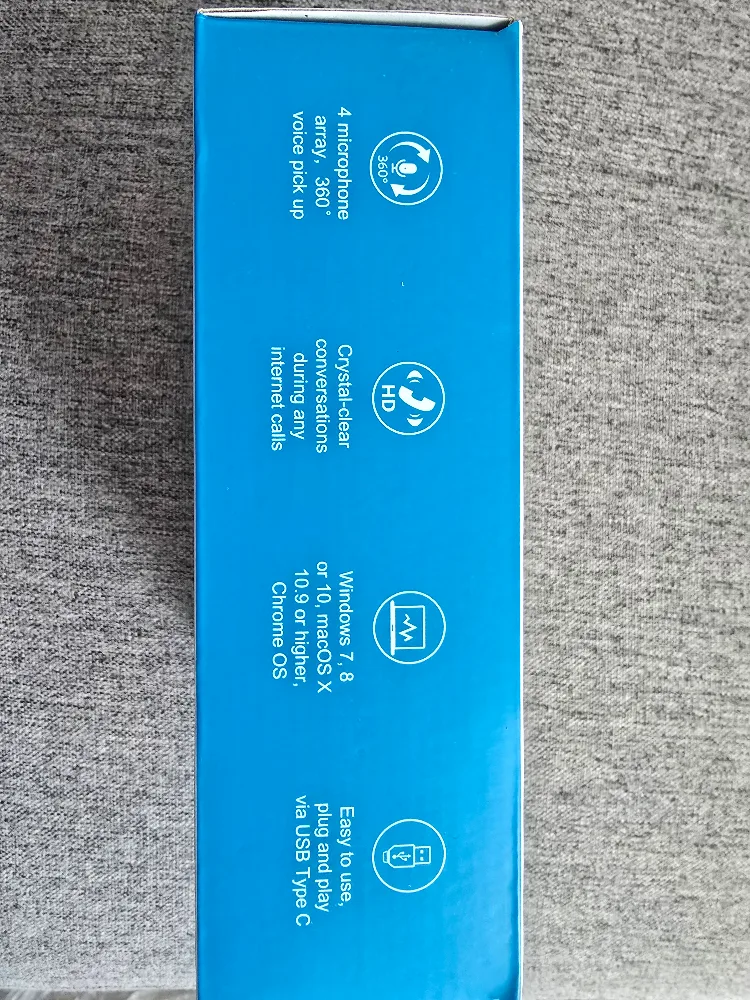 360°
4 microphone
array, 360°
voice pick up
HD
Crystal-clear
conversations
during any
internet calls
Windows 7, 8
or 10, macOS X
10.9 or higher,
Chrome OS
Easy to use,
plug and play
via USB Type C